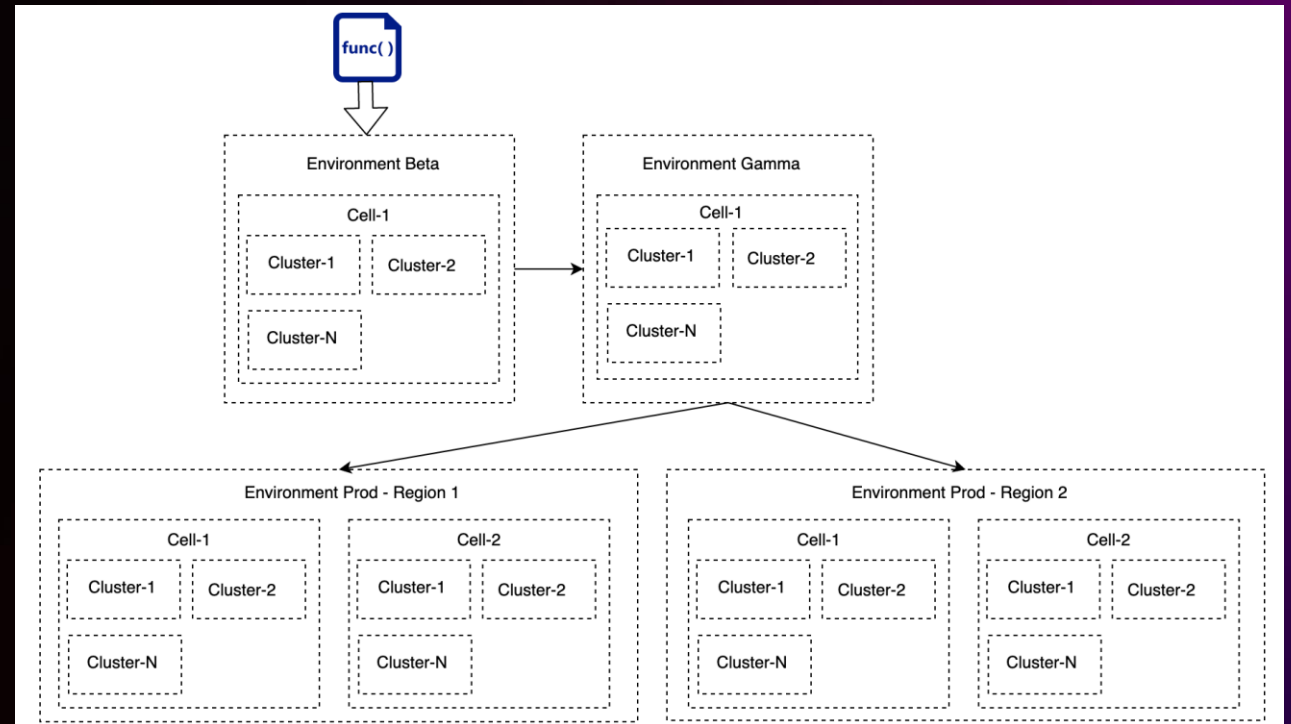 func( )
Environment Beta
Cell-1
Cluster-1
Cluster-2
Cluster-N
Environment Gamma
Cell-1
Cluster-1
Cluster-2
Cluster-N
Environment Prod - Region 1
Cell-1
Cluster-1
Cluster-2
Cluster-N
Cell-2
Cluster-1
Cluster-2
Cluster-N
Environment Prod - Region 2
Cell-1
Cluster-1
Cluster-2
Cluster-N
Cell-2
Cluster-1
Cluster-2
Cluster-N